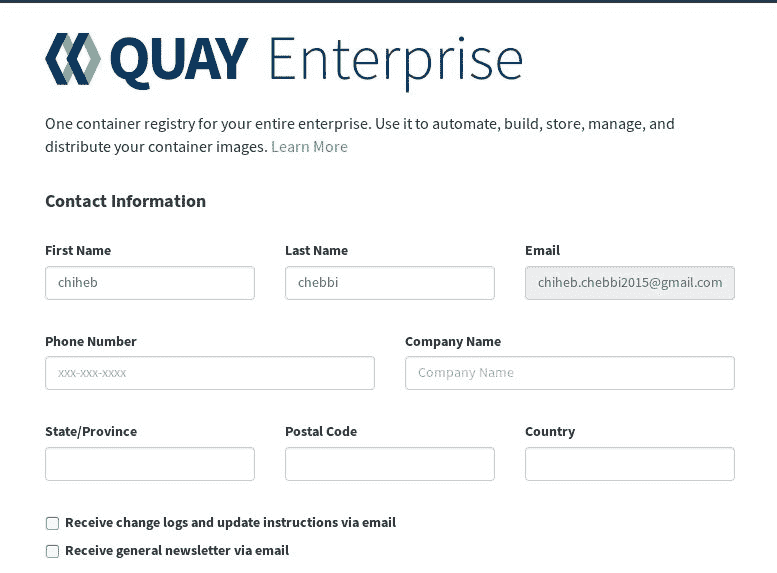 QUAY Enterprise
One container registry for your entire enterprise. Use it to automate, build, store, manage, and
distribute your container images. Learn More
Contact Information
First Name Last Name Email
chiheb chebbi chiheb.chebbi2015@gmail.com
Phone Number Company Name
xxx-xxx-xxxx Company Name
State/Province Postal Code Country
Receive change logs and update instructions via email
Receive general newsletter via email